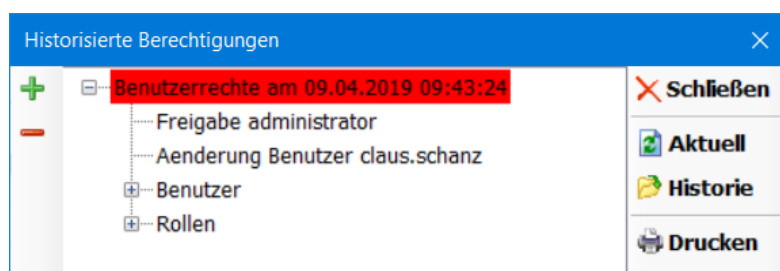 Historisierte Berechtigungen
Benutzerrechte am 09.04.2019 09:43:24
Freigabe administrator
Aenderung Benutzer claus.schanz
Benutzer
Rollen
Schließen
Aktuell
Historie
Drucken